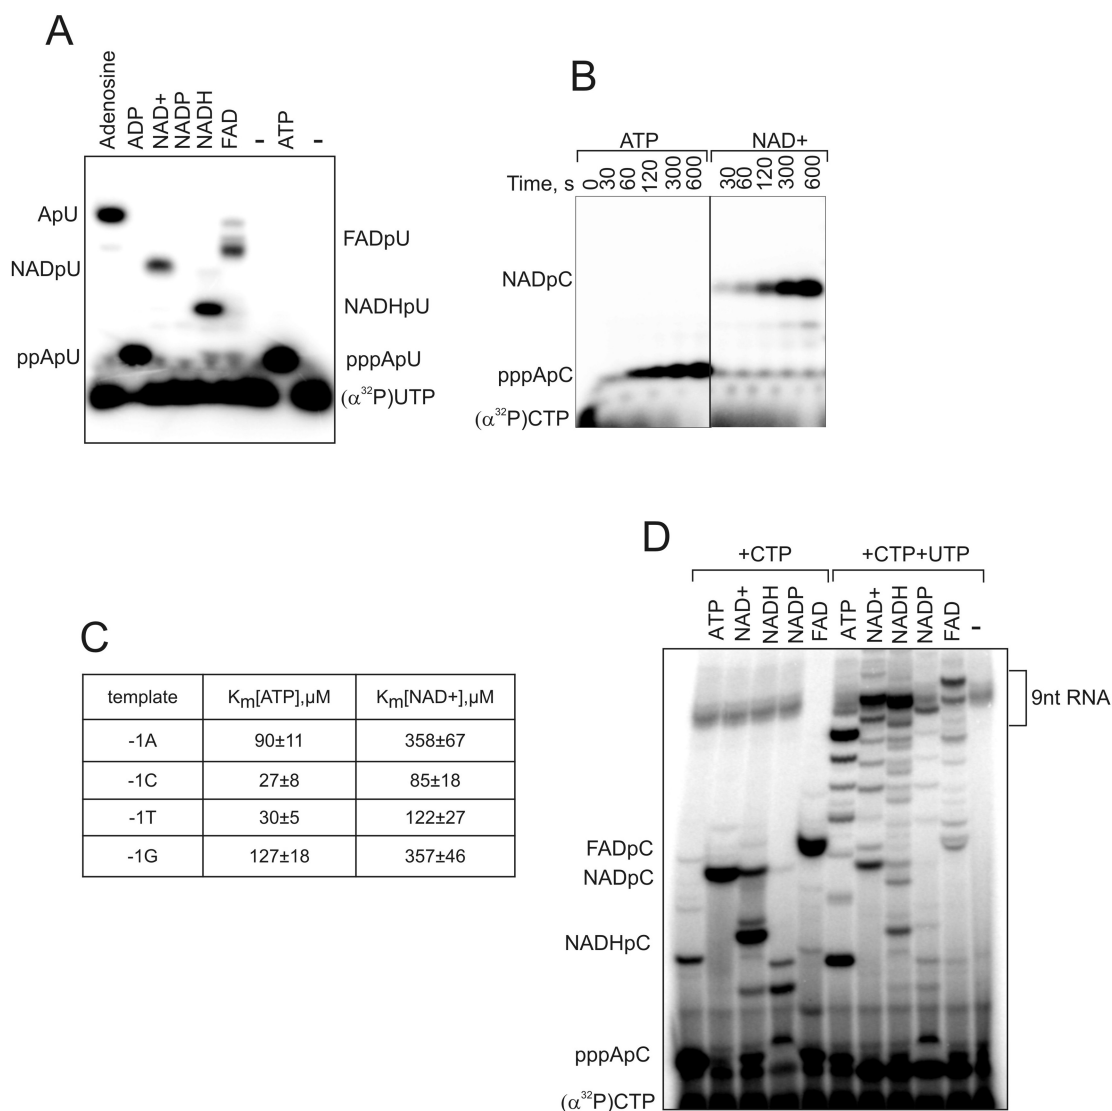 A
Adenosine
ADP
NAD+
NADP
NADH
FAD
-
ATP
-
ApU
NADpU
ppApU
FADpU
NADHpU
pppApU
(α³²P)UTP
B
ATP NAD+
Time, s 0 30 60 120 300 600 30 60 120 300 600
NADpC
pppApC
(α³²P)CTP
C
template Km[ATP],µM Km[NAD+],µM
-1A 90±11 358±67
-1C 27±8 85±18
-1T 30±5 122±27
-1G 127±18 357±46
D
+CTP +CTP+UTP
ATP
NAD+
NADH
NADP
FAD
ATP
NAD+
NADH
NADP
FAD
-
9nt RNA
FADpC
NADpC
NADHpC
pppApC
(α³²P)CTP